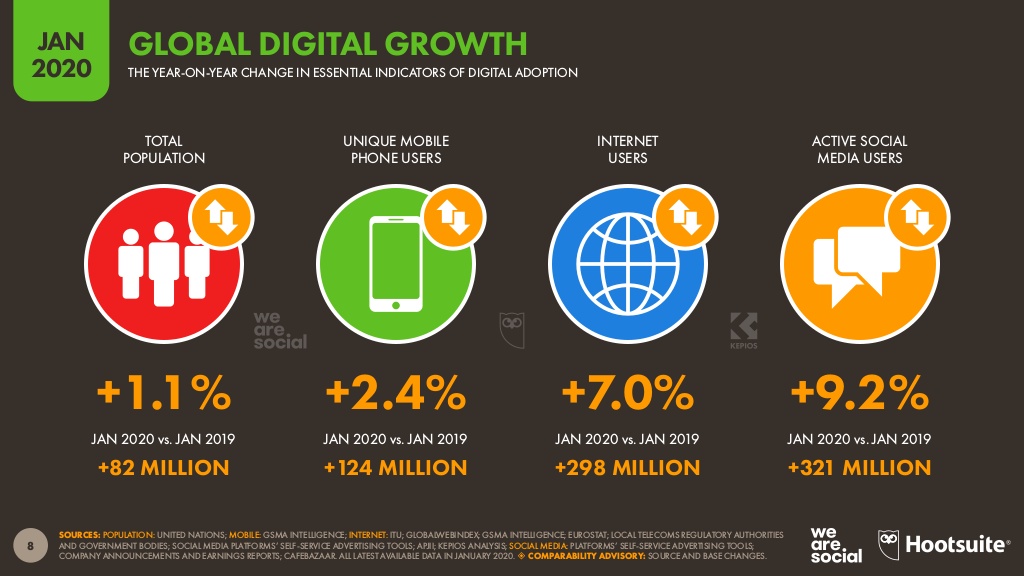 JAN
2020
GLOBAL DIGITAL GROWTH
THE YEAR-ON-YEAR CHANGE IN ESSENTIAL INDICATORS OF DIGITAL ADOPTION
TOTAL
POPULATION
UNIQUE MOBILE
PHONE USERS
INTERNET
USERS
ACTIVE SOCIAL
MEDIA USERS
we
are
social
KEPIOS
+1.1%
+2.4%
+7.0%
+9.2%
JAN 2020 vs. JAN 2019
JAN 2020 vs. JAN 2019
JAN 2020 vs. JAN 2019
JAN 2020 vs. JAN 2019
+82 MILLION
+124 MILLION
+298 MILLION
+321 MILLION
8
SOURCES: POPULATION: UNITED NATIONS; MOBILE: GSMA INTELLIGENCE; INTERNET: ITU; GLOBALWEBINDEX; GSMA INTELLIGENCE; EUROSTAT; LOCAL TELECOMS REGULATORY AUTHORITIES
AND GOVERNMENT BODIES; SOCIAL MEDIA PLATFORMS' SELF-SERVICE ADVERTISING TOOLS; APJII; KEPIOS ANALYSIS; SOCIAL MEDIA: PLATFORMS' SELF-SERVICE ADVERTISING TOOLS;
COMPANY ANNOUNCEMENTS AND EARNINGS REPORTS; CAFEBAZAAR. ALL LATEST AVAILABLE DATA IN JANUARY 2020. ◈ COMPARABILITY ADVISORY: SOURCE AND BASE CHANGES.
we
are
social
Hootsuite®